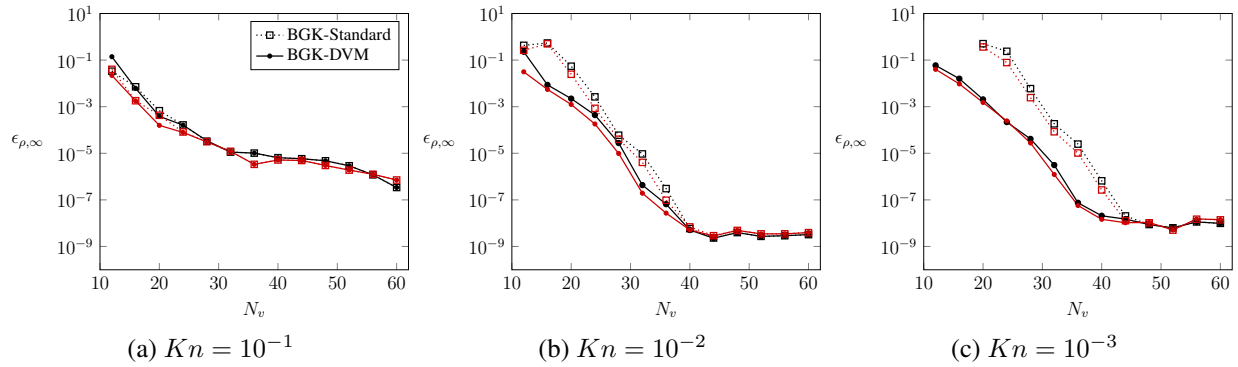 10^1
10^{-1}
10^{-3}
10^{-5}
10^{-7}
10^{-9}
ε_{ρ,∞}
10 20 30 40 50 60
N_v
BGK-Standard
BGK-DVM
(a) Kn = 10^{-1}
10^1
10^{-1}
10^{-3}
10^{-5}
10^{-7}
10^{-9}
ε_{ρ,∞}
10 20 30 40 50 60
N_v
(b) Kn = 10^{-2}
10^1
10^{-1}
10^{-3}
10^{-5}
10^{-7}
10^{-9}
ε_{ρ,∞}
10 20 30 40 50 60
N_v
(c) Kn = 10^{-3}